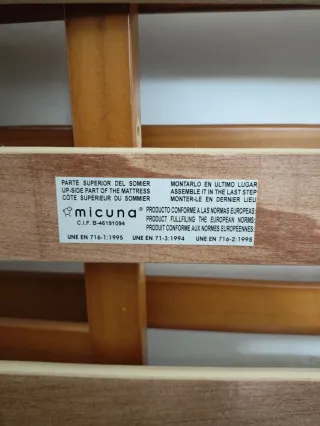 PARTE SUPERIOR DEL SOMIER
UP-SIDE PART OF THE MATTRESS
CÔTE SUPÉRIEUR DU SOMMIER
MONTARLO EN ULTIMO LUGAR
ASSEMBLE IT IN THE LAST STEP
MONTER-LE EN DERNIER LIEU
micuna®
C.I.F. B-46191094
PRODUCTO CONFORME A LAS NORMAS EUROPEAS:
PRODUCT FULLFILING THE EUROPEAN NORMS:
PRODUIT CONFORME AUX NORMES EUROPÉENNES:
UNE EN 716-1:1995 UNE EN 71-3:1994 UNE EN 716-2:1995